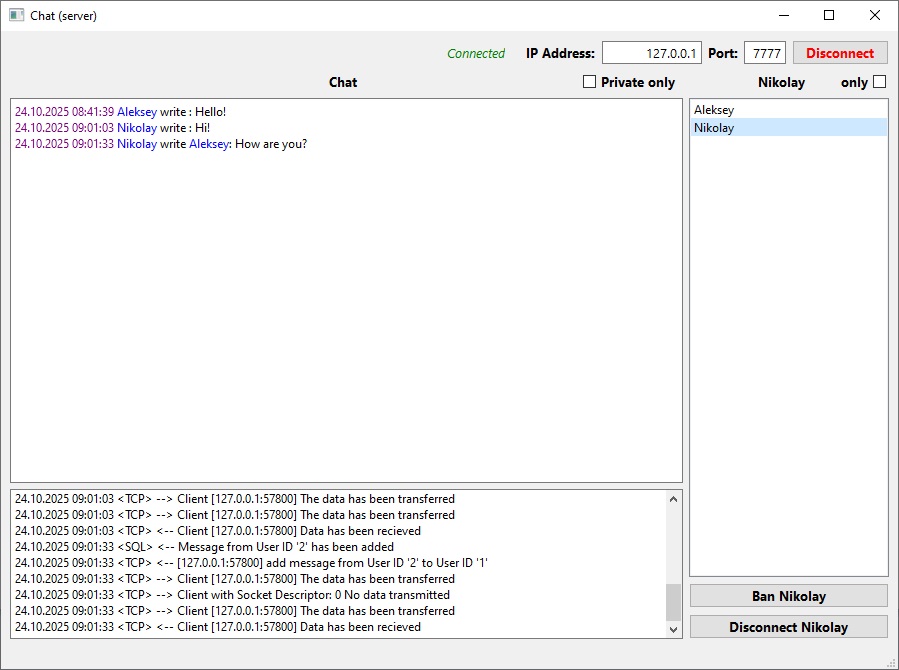 Chat (server)
Connected IP Address: 127.0.0.1 Port: 7777 Disconnect
Chat Private only Nikolay only
24.10.2025 08:41:39 Aleksey write : Hello!
24.10.2025 09:01:03 Nikolay write : Hi!
24.10.2025 09:01:33 Nikolay write Aleksey: How are you?
Aleksey
Nikolay
24.10.2025 09:01:03 <TCP> --> Client [127.0.0.1:57800] The data has been transferred
24.10.2025 09:01:03 <TCP> --> Client [127.0.0.1:57800] The data has been transferred
24.10.2025 09:01:33 <TCP> <-- Client [127.0.0.1:57800] Data has been recieved
24.10.2025 09:01:33 <SQL> <-- Message from User ID '2' has been added
24.10.2025 09:01:33 <TCP> <-- [127.0.0.1:57800] add message from User ID '2' to User ID '1'
24.10.2025 09:01:33 <TCP> --> Client [127.0.0.1:57800] The data has been transferred
24.10.2025 09:01:33 <TCP> --> Client with Socket Descriptor: 0 No data transmitted
24.10.2025 09:01:33 <TCP> --> Client [127.0.0.1:57800] The data has been transferred
24.10.2025 09:01:33 <TCP> <-- Client [127.0.0.1:57800] Data has been recieved
Ban Nikolay
Disconnect Nikolay